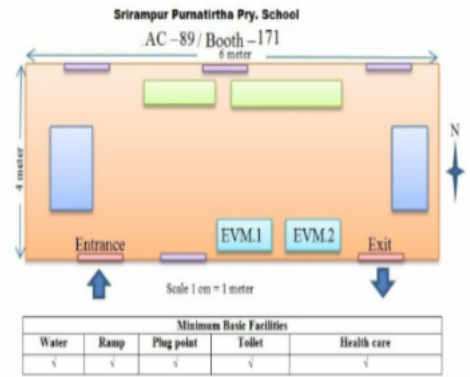 Srirampur Purnatirtha Pry. School
AC -89/ Booth -171
6 meter
4 meter
N
EVM.1 EVM.2
Entrance Exit
Scale 1 cm = 1 meter
Minimum Basic Facilities
Water Ramp Plug point Toilet Health care
√ √ √ √ √